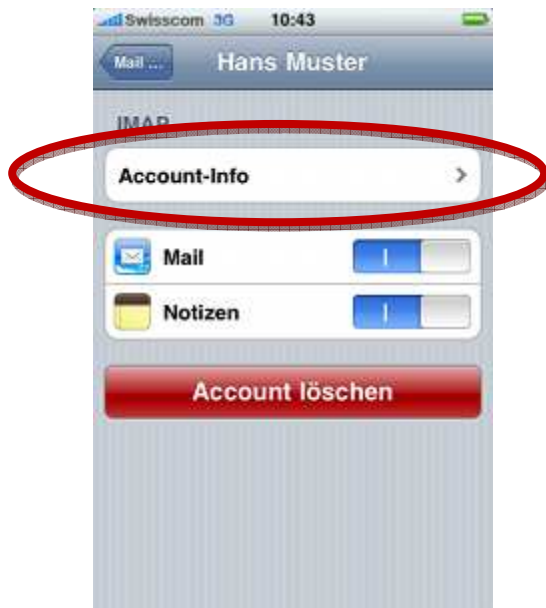 Swisscom 3G 10:43
Mail ... Hans Muster
IMAP
Account-Info
Mail
Notizen
Account löschen